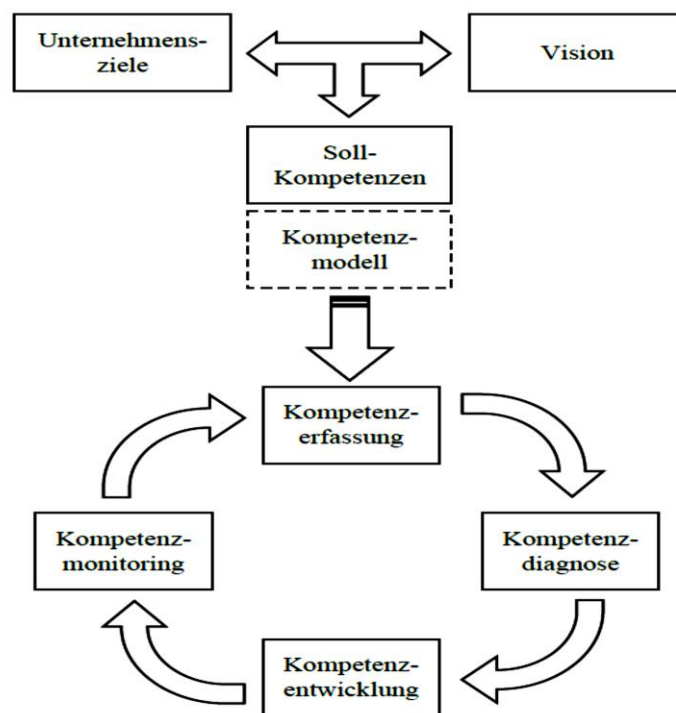 Unternehmens-
ziele
Vision
Soll-
Kompetenzen
Kompetenz-
modell
Kompetenz-
erfassung
Kompetenz-
monitoring
Kompetenz-
diagnose
Kompetenz-
entwicklung